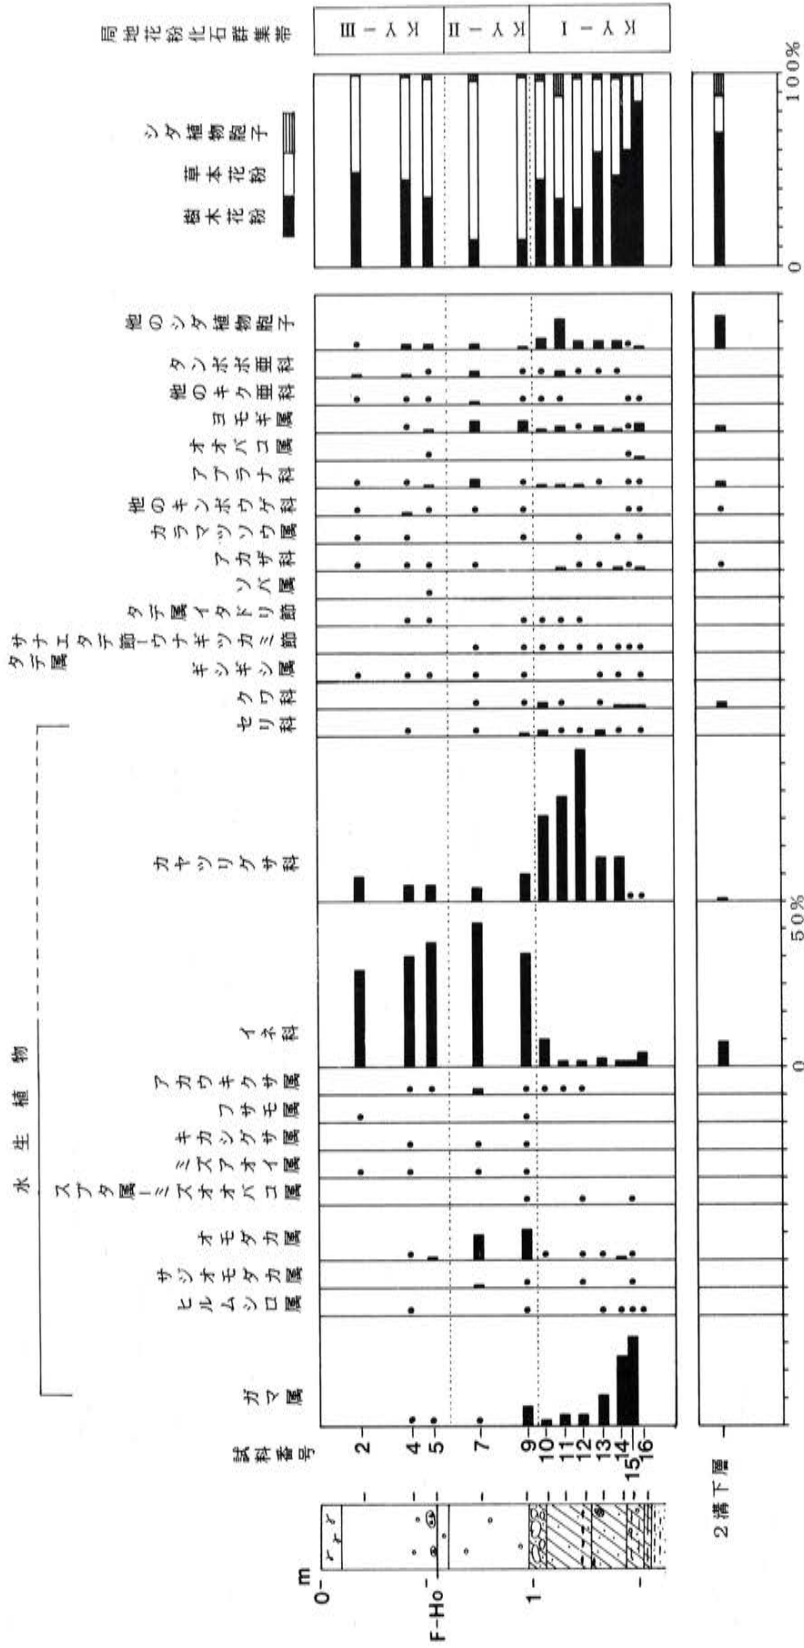 局地花粉化石群集帯
KY-III
KY-II
KY-I
シダ植物胞子
草本花粉
樹木花粉
0
100%
他のシダ植物胞子
タンポポ亜科
他のキク亜科
ヨモギ属
オオバコ属
アブラナ科
他のキンポウゲ科
カラマツソウ属
アカザ科
ソバ属
タデ属イタドリ節
タデ属
サナエタデ節-ウナギツカミ節
ギシギシ属
クワ科
セリ科
カヤツリグサ科
イネ科
0
50%
水生植物
アカウキクサ属
フサモ属
キカシグサ属
ミズアオイ属
スブタ属-ミズオオバコ属
オモダカ属
サジオモダカ属
ヒルムシロ属
ガマ属
試料番号
2
4
5
7
9
10
11
12
13
14
15
16
2溝下層
m
0
F-Ho
1